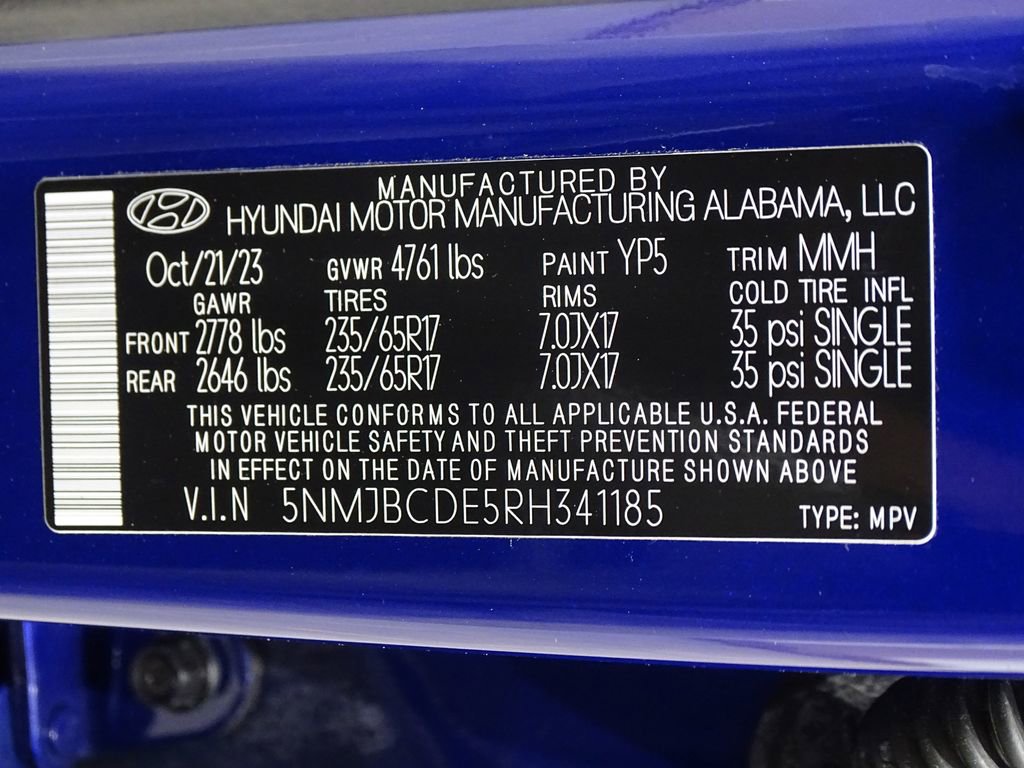 MANUFACTURED BY
HYUNDAI MOTOR MANUFACTURING ALABAMA, LLC
Oct/21/23 GVWR 4761 lbs PAINT YP5 TRIM MMH
GAWR TIRES RIMS COLD TIRE INFL
FRONT 2778 lbs 235/65R17 7.0JX17 35 psi SINGLE
REAR 2646 lbs 235/65R17 7.0JX17 35 psi SINGLE
THIS VEHICLE CONFORMS TO ALL APPLICABLE U.S.A. FEDERAL
MOTOR VEHICLE SAFETY AND THEFT PREVENTION STANDARDS
IN EFFECT ON THE DATE OF MANUFACTURE SHOWN ABOVE
V.I.N 5NMJBCDE5RH341185 TYPE: MPV